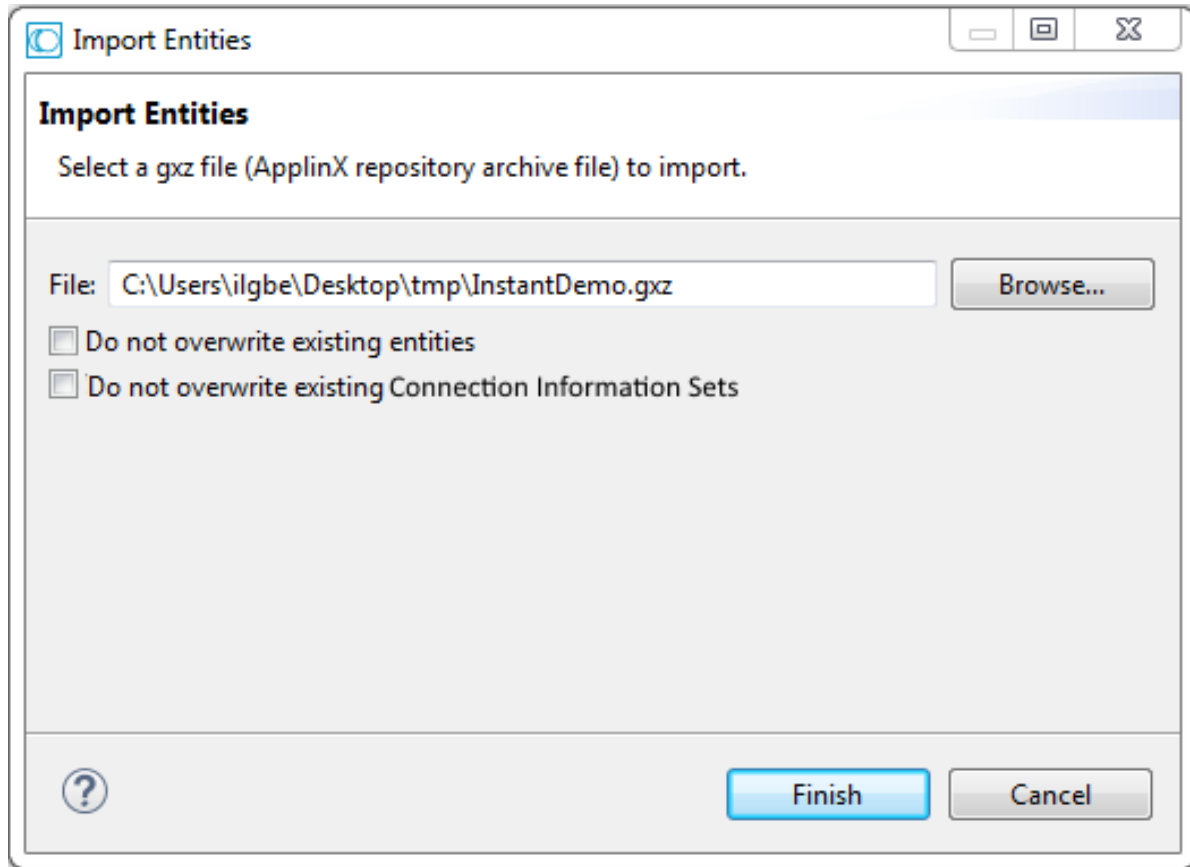 Import Entities
Import Entities
Select a gxz file (ApplinX repository archive file) to import.
File: C:\Users\ilgbe\Desktop\tmp\InstantDemo.gxz Browse...
Do not overwrite existing entities
Do not overwrite existing Connection Information Sets
? Finish Cancel